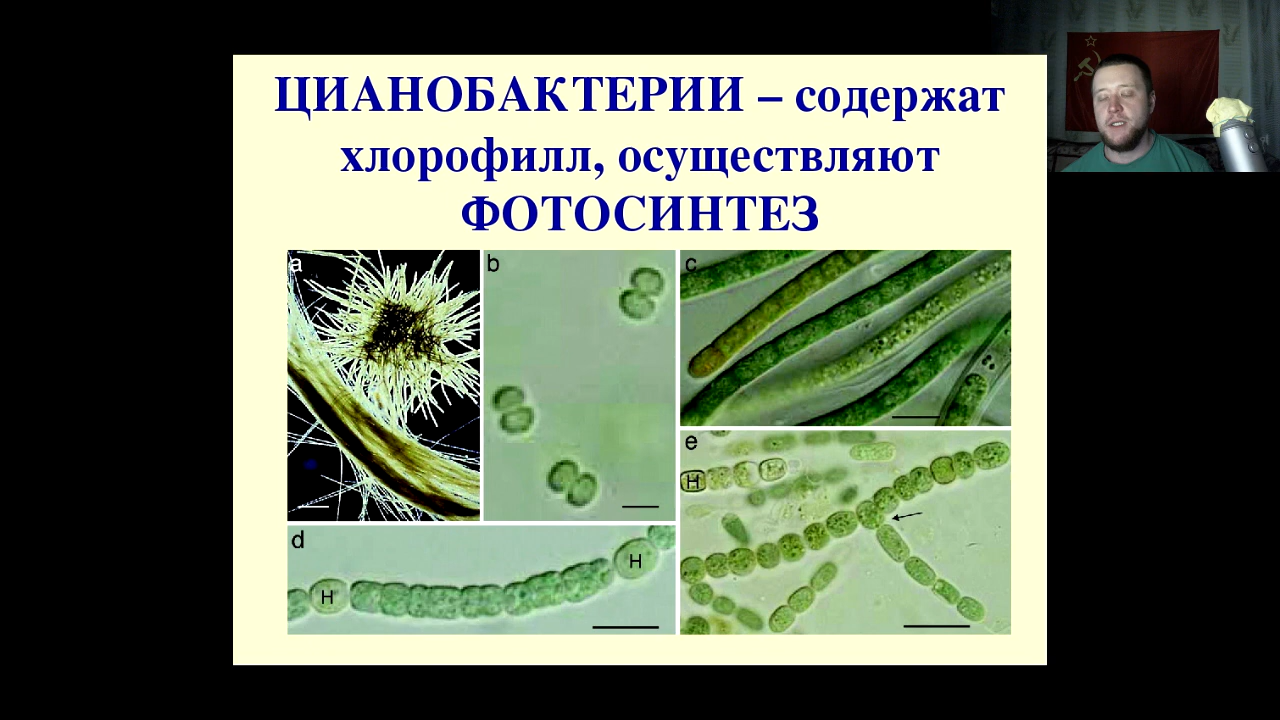 ЦИАНОБАКТЕРИИ – содержат
хлорофилл, осуществляют
ФОТОСИНТЕЗ
a
b
c
d
H
H
e
H
H